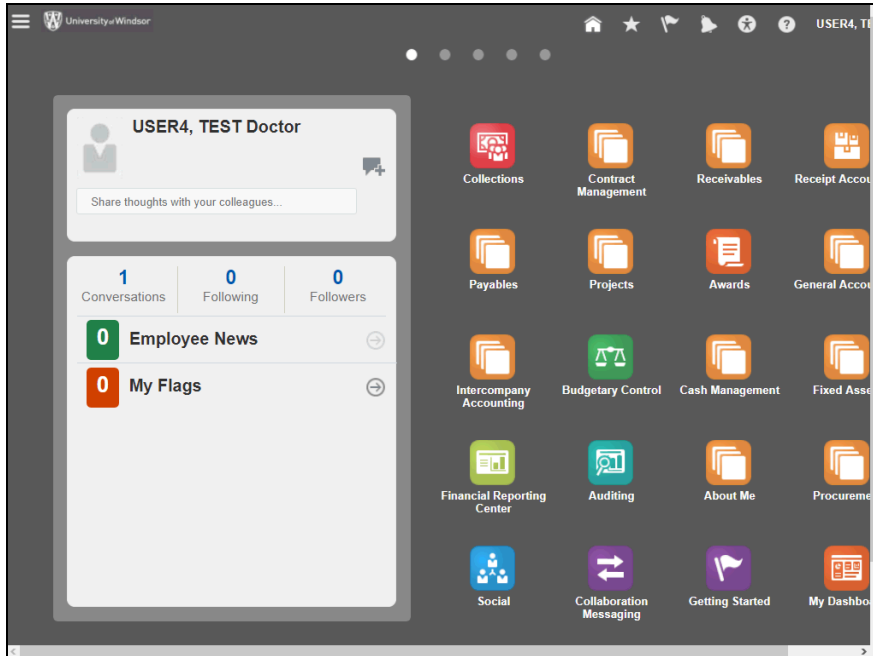 University of Windsor
USER4, TE
USER4, TEST Doctor
Share thoughts with your colleagues...
1 0 0
Conversations Following Followers
0 Employee News
0 My Flags
Collections Contract Management Receivables Receipt Accou
Payables Projects Awards General Accou
Intercompany Accounting Budgetary Control Cash Management Fixed Asse
Financial Reporting Center Auditing About Me Procureme
Social Collaboration Messaging Getting Started My Dashbo